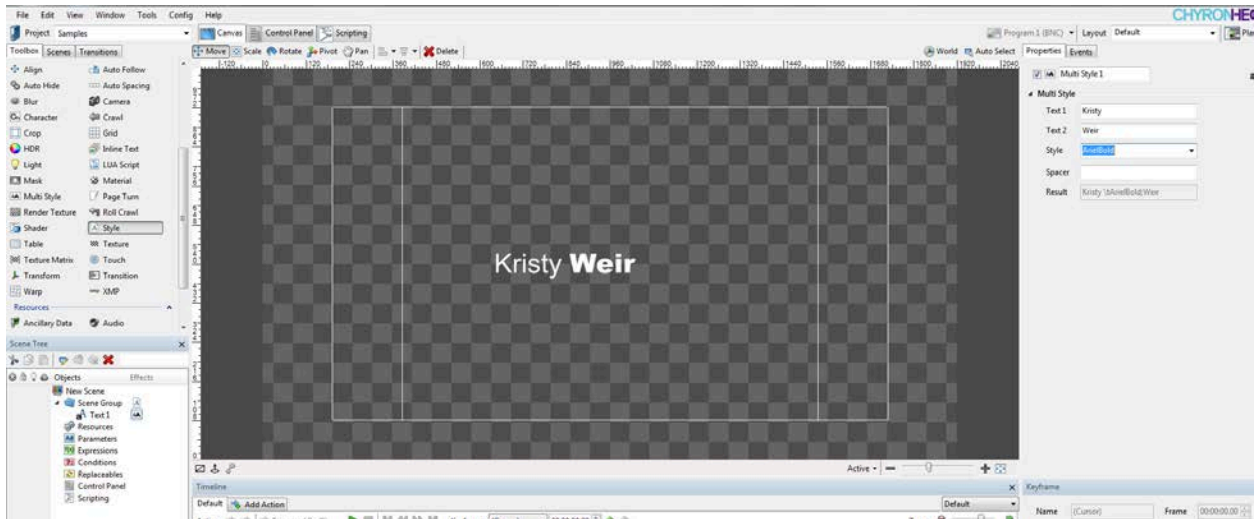 File Edit View Window Tools Config Help
CHYRONHEG
Project Samples
Canvas Control Panel Scripting
Program 1 (BNC) Layout Default
Toolbox Scenes Transitions
Move Scale Rotate Pivot Pan Delete
World Auto Select
Properties Events
Align Auto Follow
Auto Hide Auto Spacing
Blur Camera
Character Crawl
Crop Grid
HDR Inline Text
Light LUA Script
Mask Material
Multi Style Page Turn
Render Texture Roll Crawl
Shader Style
Table Texture
Texture Matrix Touch
Transform Transition
Warp XMP
Resources
Ancillary Data Audio
Multi Style 1
Multi Style
Text 1 Kristy
Text 2 Weir
Style ArielBold
Spacer
Result
Kristy Weir
Scene Tree
Objects Effects
New Scene
Scene Group
Text 1
Resources
Parameters
Expressions
Conditions
Replaceables
Control Panel
Scripting
Active
Timeline
Default Add Action
Default
Keyframe
Name (Cursor) Frame 00:00:00.00